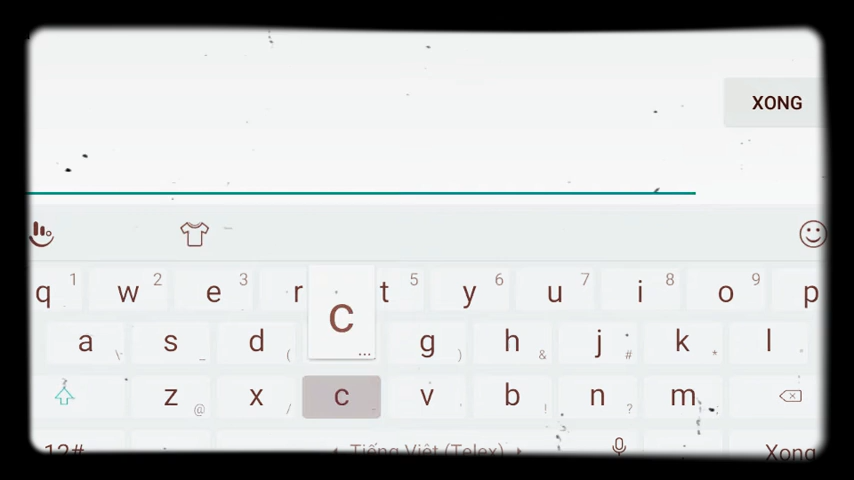 XONG
q 1 w 2 e 3 r t 5 y 6 u 7 i 8 o 9 p
C ...
a \ s _ d ( g ) h & j # k * l
z @ x / c v b ! n ? m ;
12# Tiếng Việt (Telex) . Xong